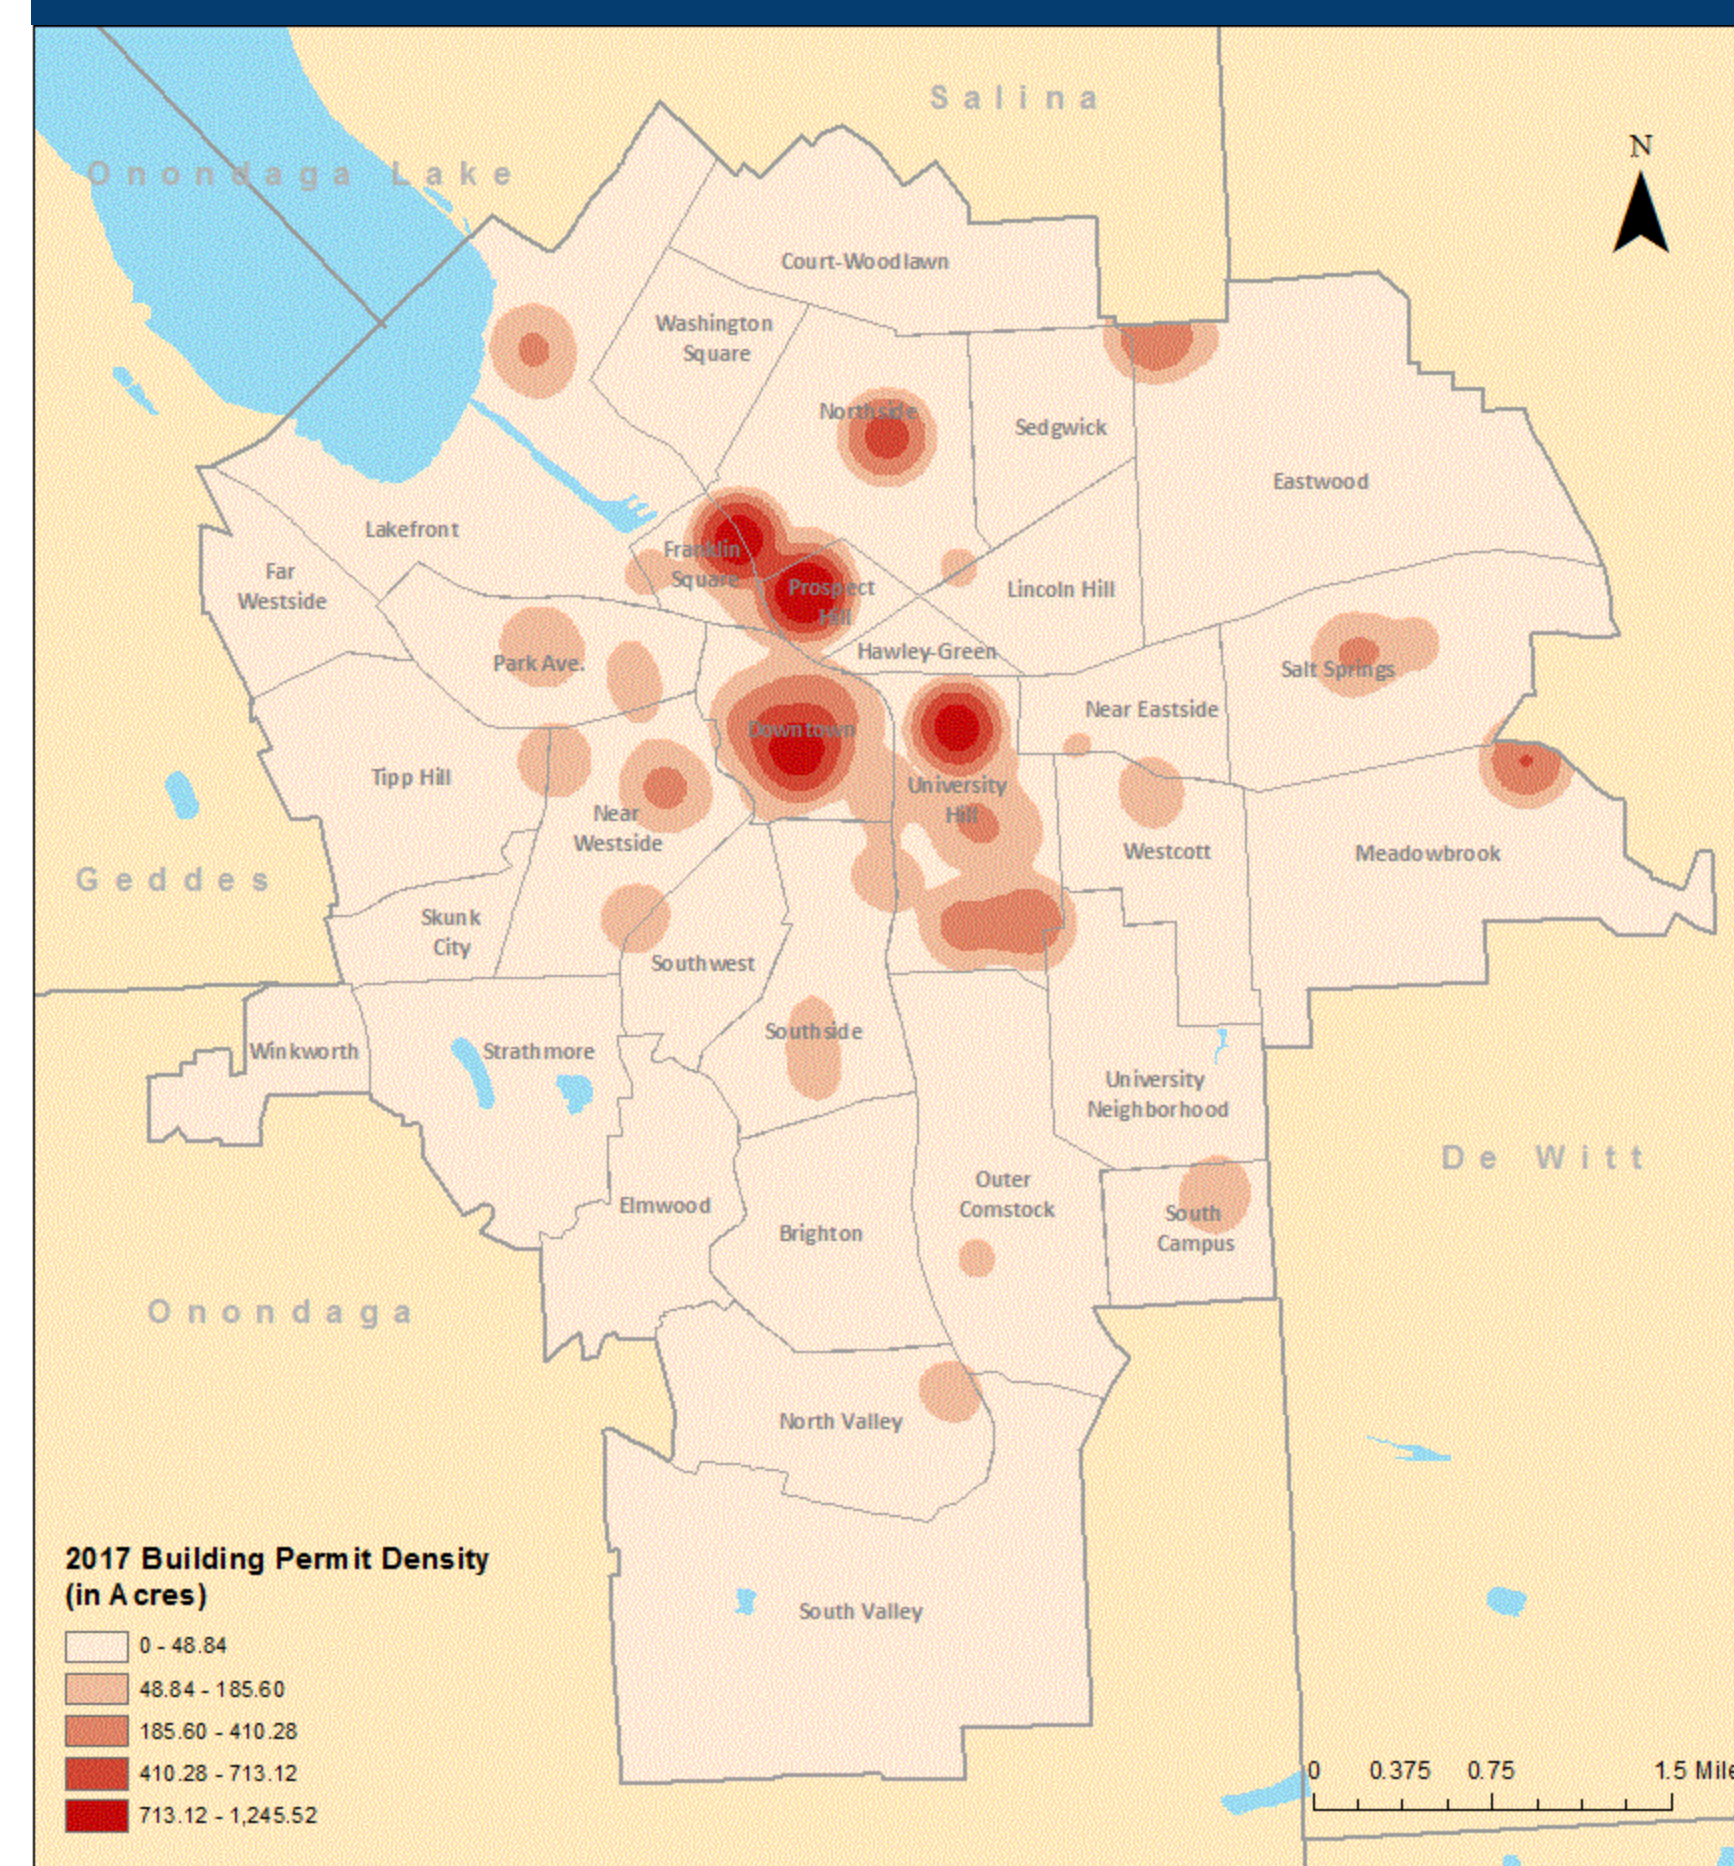 Salina
Onondaga Lake
N
Court-Woodlawn
Washington
Square
Northside
Sedgwick
Eastwood
Lakefront
Franklin
Square
Far
Westside
Prospect
Hill
Lincoln Hill
Hawley-Green
Park Ave.
Salt Springs
Near Eastside
Downtown
Tipp Hill
University
Hill
Near
Westside
Westcott
Meadowbrook
Geddes
Skunk
City
Southwest
Southside
Winkworth
Strathmore
University
Neighborhood
De Witt
Outer
Comstock
Elmwood
Brighton
South
Campus
Onondaga
North Valley
2017 Building Permit Density
(in Acres)
South Valley
0 - 48.84
48.84 - 185.60
185.60 - 410.28
410.28 - 713.12
713.12 - 1,245.52
0 0.375 0.75 1.5 Mile